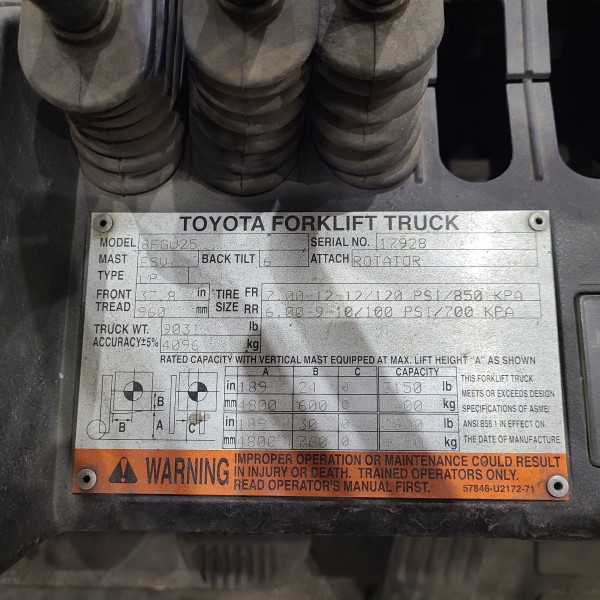 TOYOTA FORKLIFT TRUCK
MODEL 8FGU25 SERIAL NO. 17928
MAST FSV BACK TILT 6 ATTACH ROTATOR
TYPE LP
FRONT TREAD 37.8 in 960 mm
TIRE SIZE FR 7.00-12-12/120 PSI/850 KPA
RR 6.00-9-10/100 PSI/700 KPA
TRUCK WT. 9031 lb
ACCURACY±5% 4096 kg
RATED CAPACITY WITH VERTICAL MAST EQUIPPED AT MAX. LIFT HEIGHT "A" AS SHOWN
A B C CAPACITY
in 189 24 0 3150 lb
mm 4800 600 0 kg
in 189 30 0 lb
mm 4800 760 0 kg
B A B C
THIS FORKLIFT TRUCK
MEETS OR EXCEEDS DESIGN
SPECIFICATIONS OF ASME/
ANSI B56.1 IN EFFECT ON
THE DATE OF MANUFACTURE
WARNING
IMPROPER OPERATION OR MAINTENANCE COULD RESULT
IN INJURY OR DEATH. TRAINED OPERATORS ONLY.
READ OPERATOR'S MANUAL FIRST.
57846-U2172-71